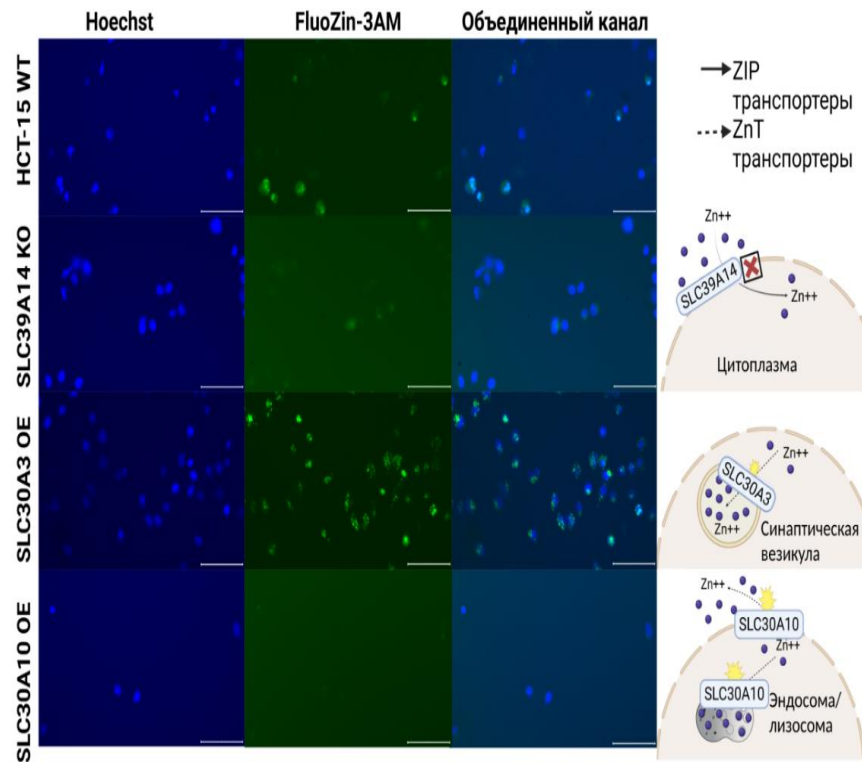 Hoechst FluoZin-3AM Объединенный канал
HCT-15 WT
ZIP
транспортеры
ZnT
транспортеры
SLC39A14 KO
Zn++
SLC39A14
Zn++
Цитоплазма
SLC30A3 OE
Zn++
SLC30A3
Zn++
Синаптическая
везикула
SLC30A10 OE
Zn++
SLC30A10
Zn++
SLC30A10
Эндосома/
лизосома